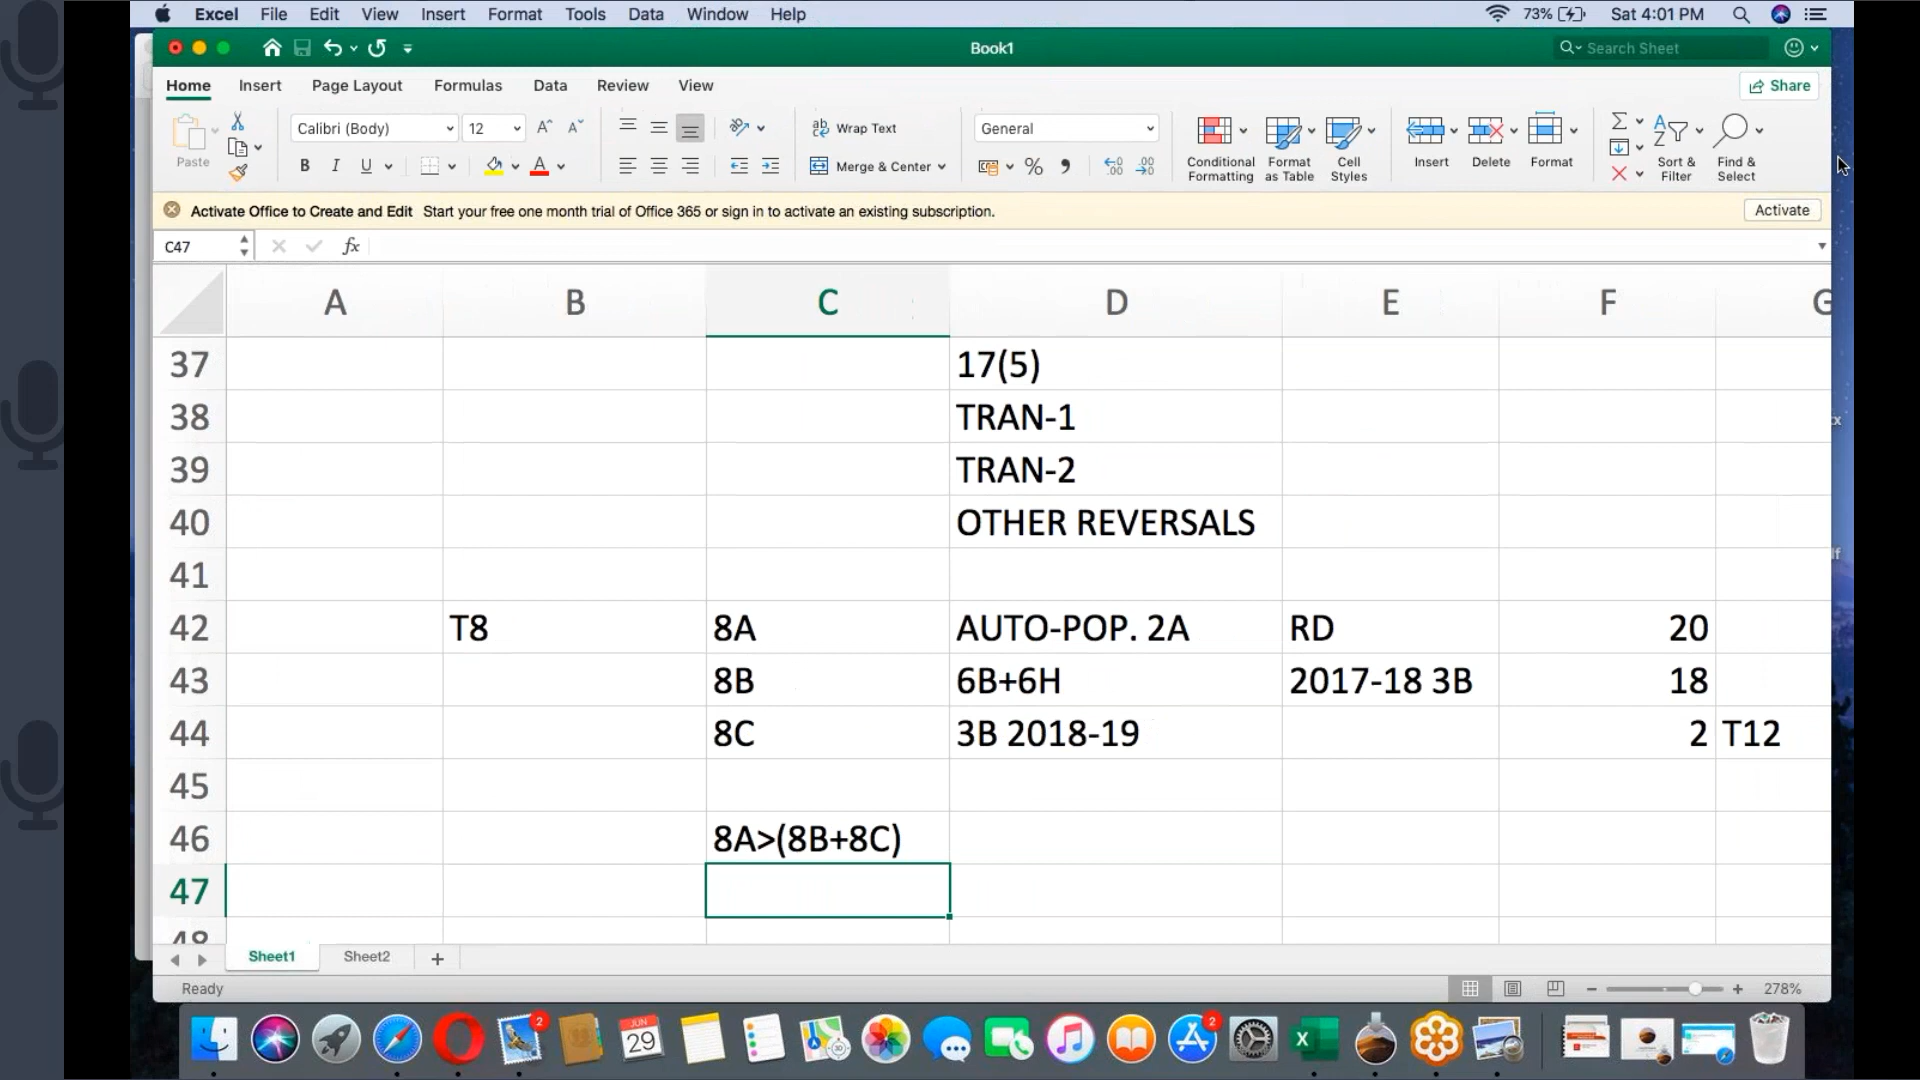 Excel File Edit View Insert Format Tools Data Window Help 73% Sat 4:01 PM
Book1 Search Sheet
Home Insert Page Layout Formulas Data Review View Share
Paste Calibri (Body) 12 Wrap Text General Conditional Formatting Format as Table Cell Styles Insert Delete Format Sort & Filter Find & Select
B I U A Merge & Center %
Activate Office to Create and Edit Start your free one month trial of Office 365 or sign in to activate an existing subscription. Activate
C47 fx
A B C D E F G
37 17(5)
38 TRAN-1
39 TRAN-2
40 OTHER REVERSALS
41
42 T8 8A AUTO-POP. 2A RD 20
43 8B 6B+6H 2017-18 3B 18
44 8C 3B 2018-19 2 T12
45
46 8A>(8B+8C)
47
48
Sheet1 Sheet2 +
Ready 278%
2 JUN 29 2